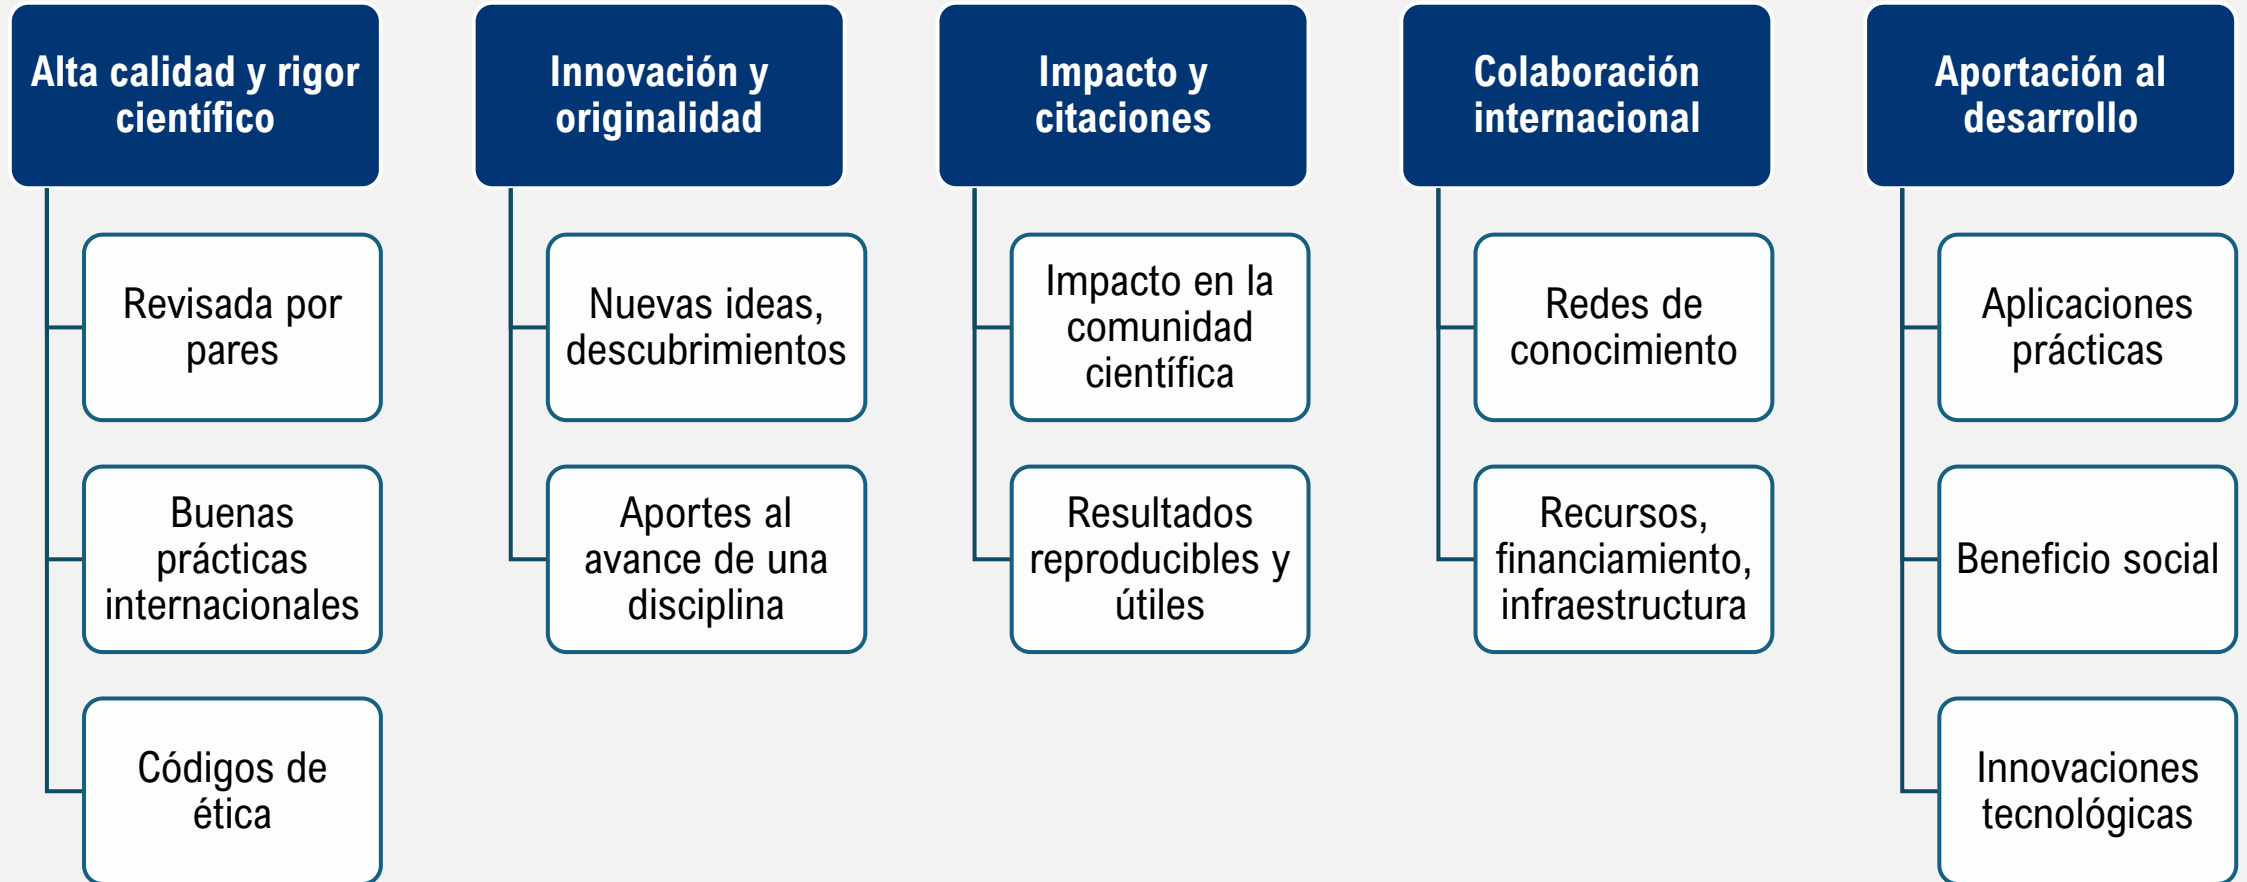 Alta calidad y rigor
científico
Revisada por
pares
Buenas
prácticas
internacionales
Códigos de
ética
Innovación y
originalidad
Nuevas ideas,
descubrimientos
Aportes al
avance de una
disciplina
Impacto y
citaciones
Impacto en la
comunidad
científica
Resultados
reproducibles y
útiles
Colaboración
internacional
Redes de
conocimiento
Recursos,
financiamiento,
infraestructura
Aportación al
desarrollo
Aplicaciones
prácticas
Beneficio social
Innovaciones
tecnológicas